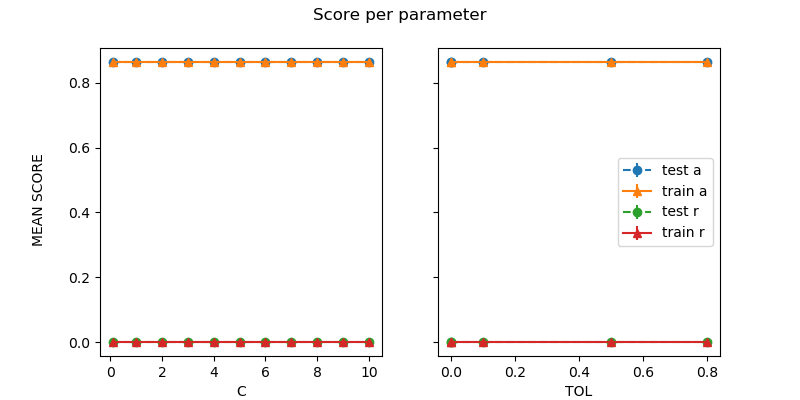 Score per parameter
MEAN SCORE
0.8
0.6
0.4
0.2
0.0
0 2 4 6 8 10
C
0.0 0.2 0.4 0.6 0.8
TOL
test a
train a
test r
train r